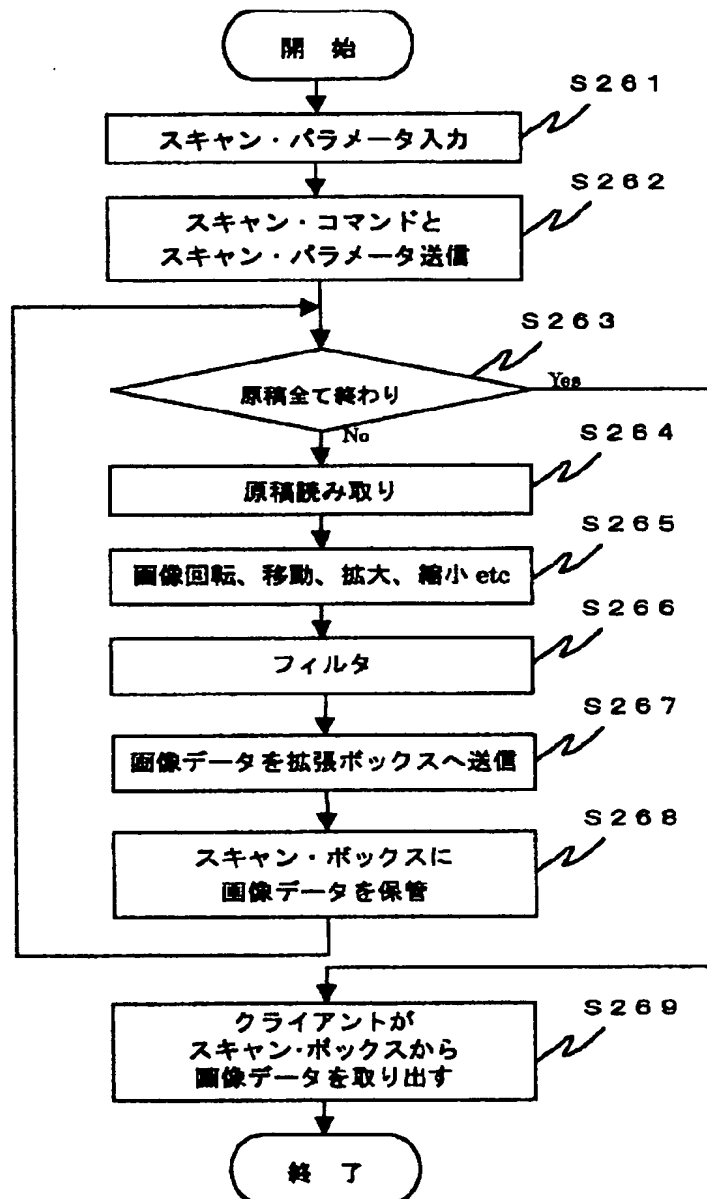 開 始
S261
スキャン・パラメータ入力
S262
スキャン・コマンドと
スキャン・パラメータ送信
S263
原稿全て終わり
Yes
No
S264
原稿読み取り
S265
画像回転、移動、拡大、縮小 etc
S266
フィルタ
S267
画像データを拡張ボックスへ送信
S268
スキャン・ボックスに
画像データを保管
S269
クライアントが
スキャン・ボックスから
画像データを取り出す
終 了